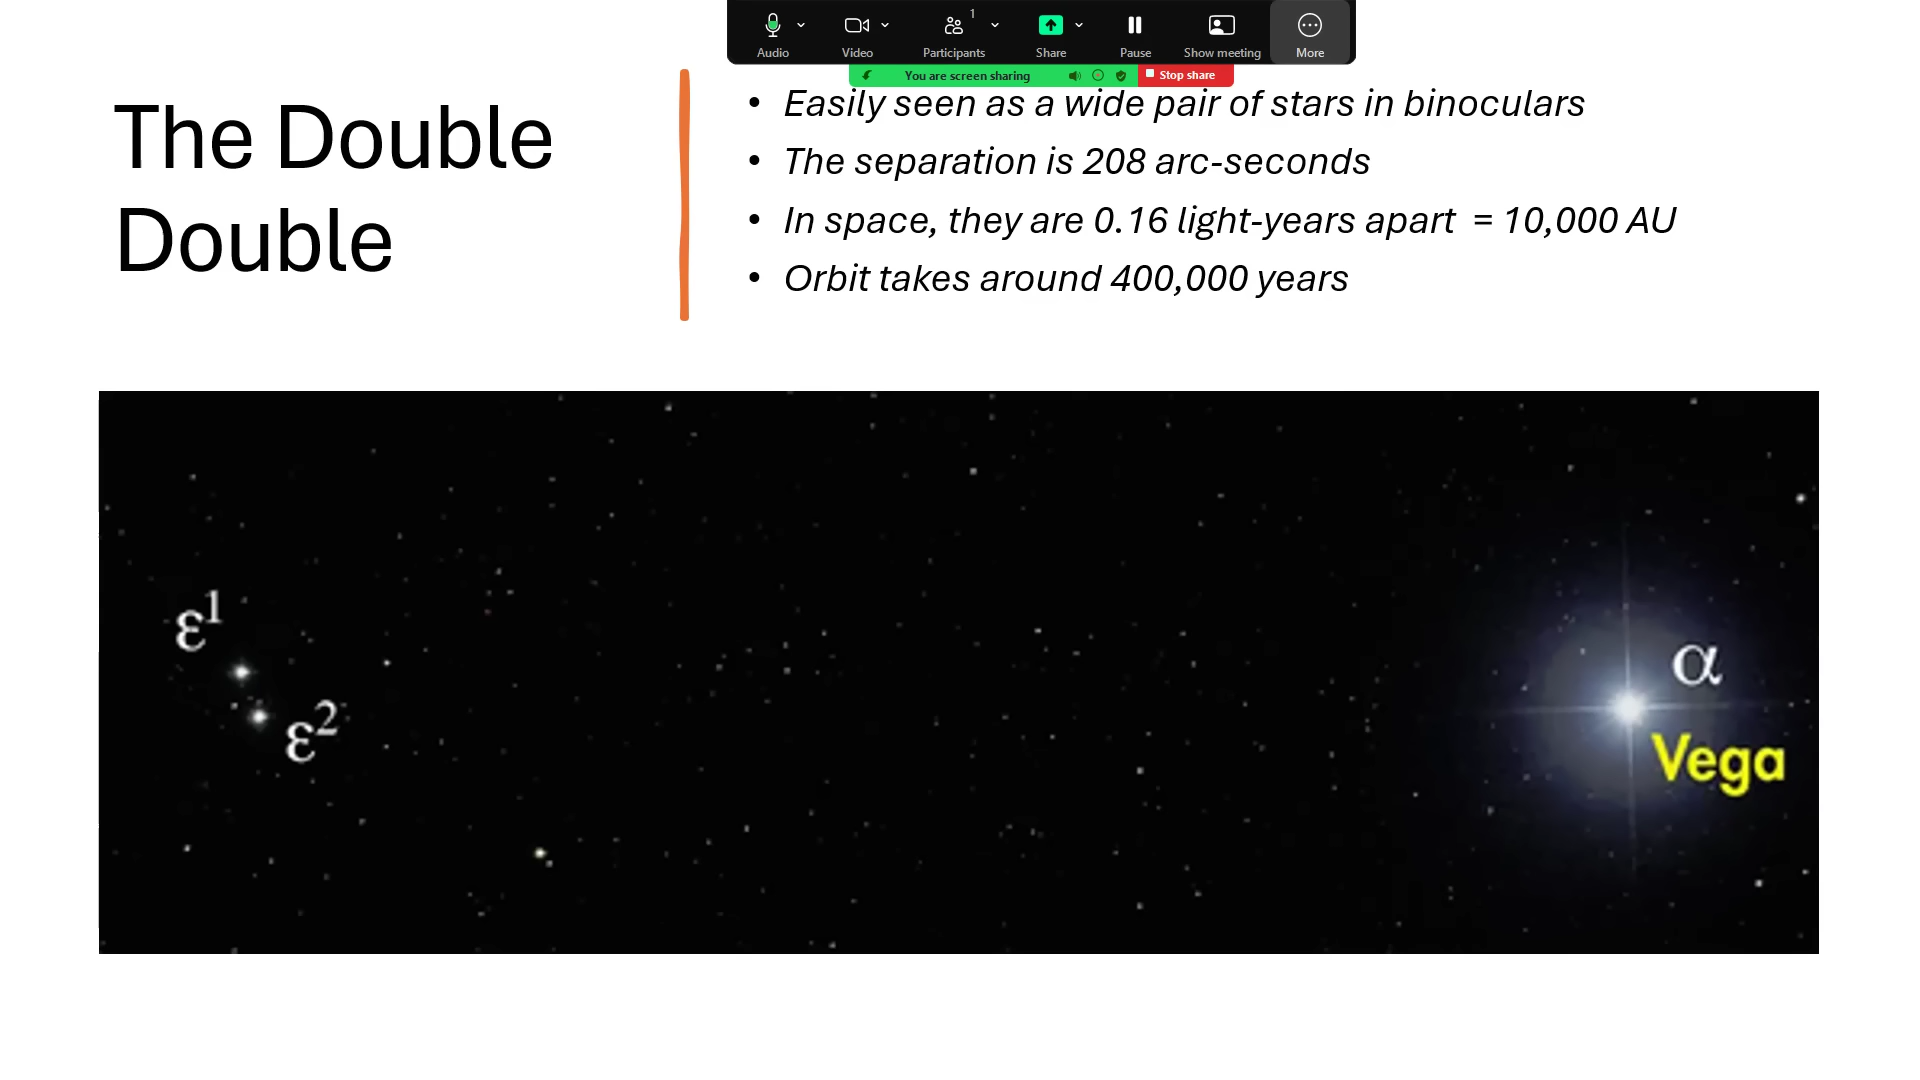 1
Audio
Video
Participants
Share
Pause
Show meeting
More
You are screen sharing
Stop share
The Double
Double
• Easily seen as a wide pair of stars in binoculars
• The separation is 208 arc-seconds
• In space, they are 0.16 light-years apart = 10,000 AU
• Orbit takes around 400,000 years
ε¹
ε²
α
Vega